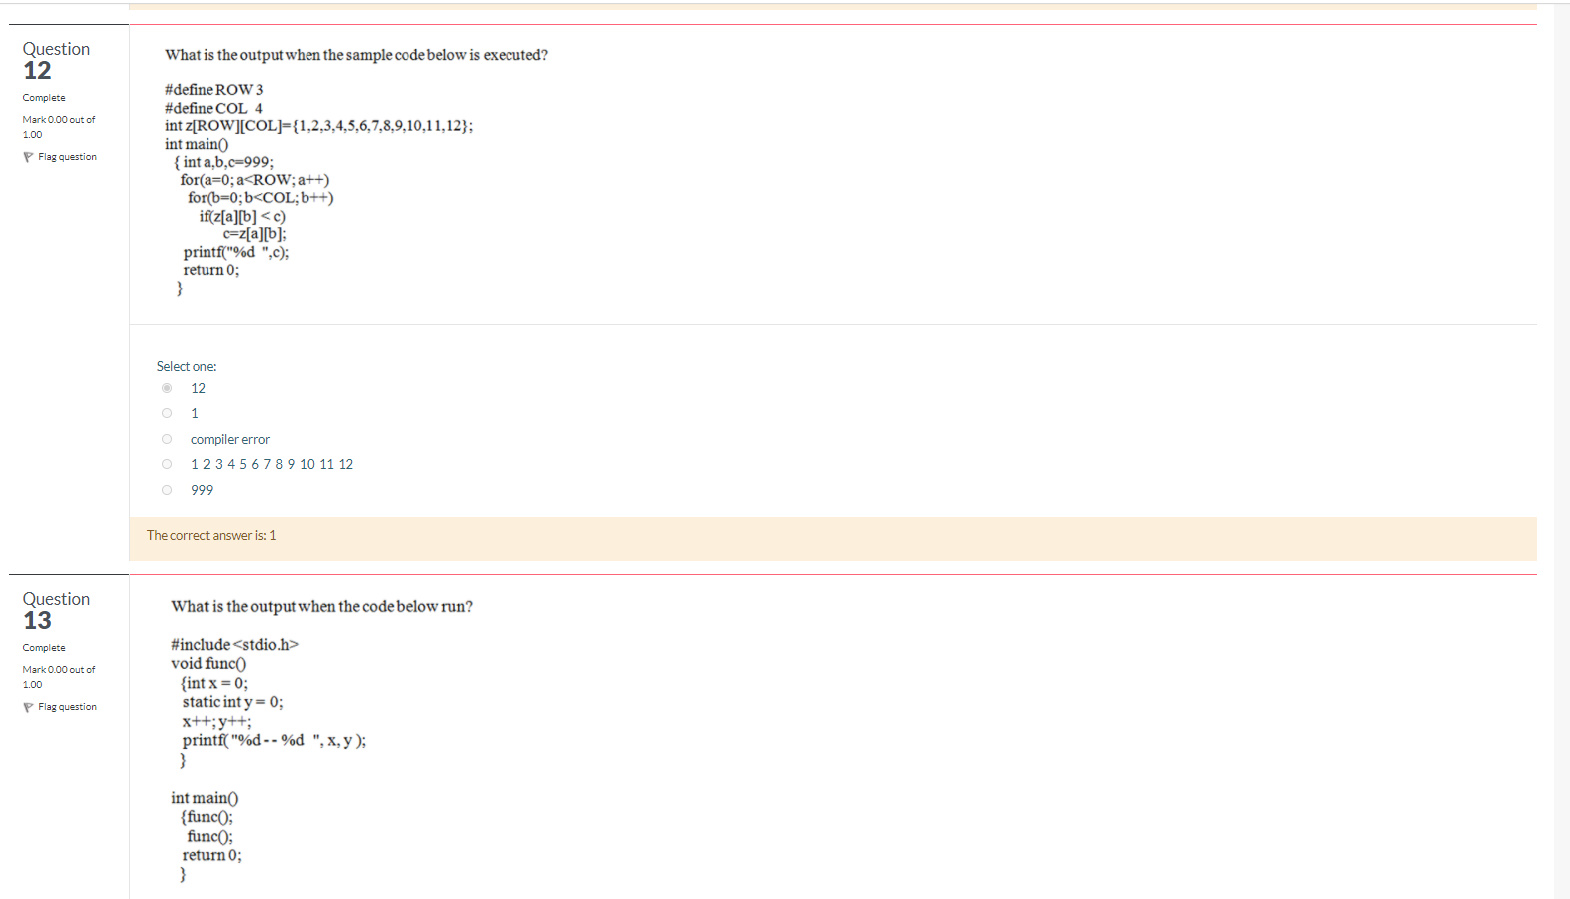 Question
12
Complete
Mark 0.00 out of
1.00
Flag question
What is the output when the sample code below is executed?
#define ROW 3
#define COL  4
int z[ROW][COL]={1,2,3,4,5,6,7,8,9,10,11,12};
int main()
{ int a,b,c=999;
for(a=0; a<ROW; a++)
for(b=0; b<COL; b++)
if(z[a][b] < c)
c=z[a][b];
printf("%d  ",c);
return 0;
}
Select one:
12
1
compiler error
1 2 3 4 5 6 7 8 9 10 11 12
999
The correct answer is: 1
Question
13
Complete
Mark 0.00 out of
1.00
Flag question
What is the output when the code below run?
#include <stdio.h>
void func()
{int x = 0;
static int y = 0;
x++; y++;
printf( "%d -- %d  ", x, y );
}
int main()
{func();
func();
return 0;
}